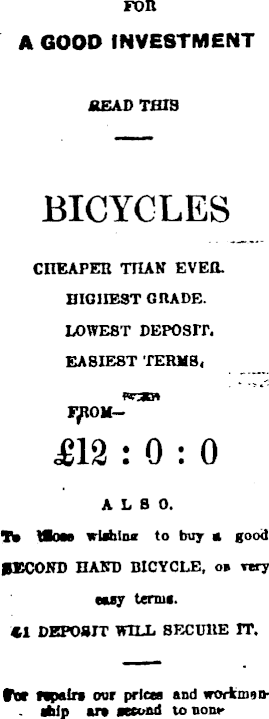 FOR
A GOOD INVESTMENT
READ THIS
BICYCLES
CHEAPER THAN EVER.
HIGHEST GRADE.
LOWEST DEPOSIT.
EASIEST TERMS,
FROM—
£12 : 0 : 0
ALSO.
To those wishing to buy a good
SECOND HAND BICYCLE, on very
easy terms.
£1 DEPOSIT WILL SECURE IT.
For repairs our prices and workman-
ship are second to none